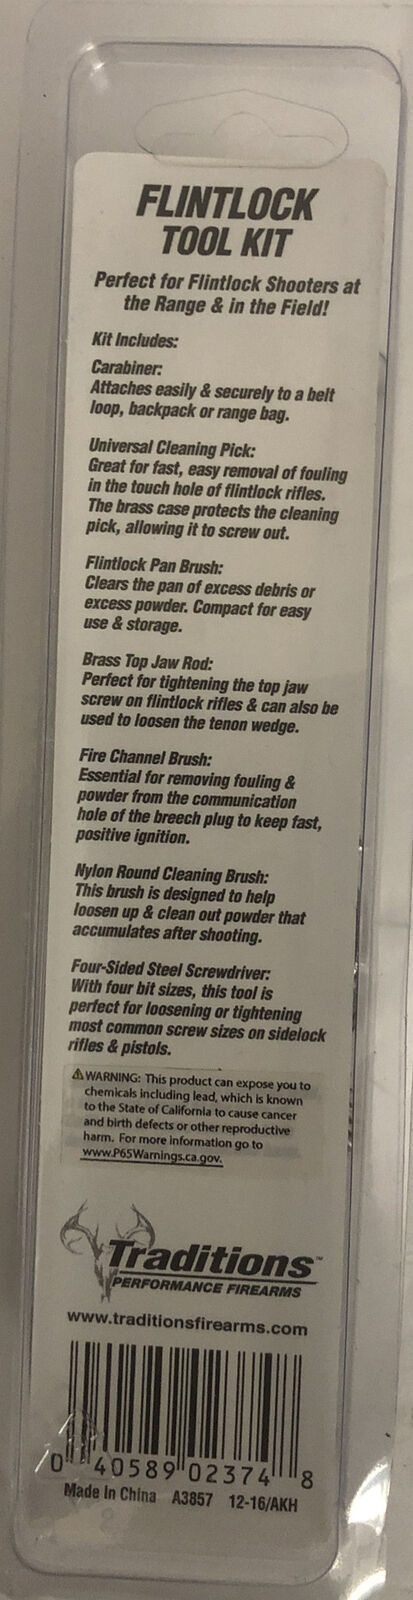 FLINTLOCK
TOOL KIT
Perfect for Flintlock Shooters at
the Range & in the Field!
Kit Includes:
Carabiner:
Attaches easily & securely to a belt
loop, backpack or range bag.
Universal Cleaning Pick:
Great for fast, easy removal of fouling
in the touch hole of flintlock rifles.
The brass case protects the cleaning
pick, allowing it to screw out.
Flintlock Pan Brush:
Clears the pan of excess debris or
excess powder. Compact for easy
use & storage.
Brass Top Jaw Rod:
Perfect for tightening the top jaw
screw on flintlock rifles & can also be
used to loosen the tenon wedge.
Fire Channel Brush:
Essential for removing fouling &
powder from the communication
hole of the breech plug to keep fast,
positive ignition.
Nylon Round Cleaning Brush:
This brush is designed to help
loosen up & clean out powder that
accumulates after shooting.
Four-Sided Steel Screwdriver:
With four bit sizes, this tool is
perfect for loosening or tightening
most common screw sizes on sidelock
rifles & pistols.
⚠WARNING: This product can expose you to
chemicals including lead, which is known
to the State of California to cause cancer
and birth defects or other reproductive
harm. For more information go to
www.P65Warnings.ca.gov.
Traditions™
PERFORMANCE FIREARMS
www.traditionsfirearms.com
0 40589 02374 8
Made In China A3857 12-16/AKH